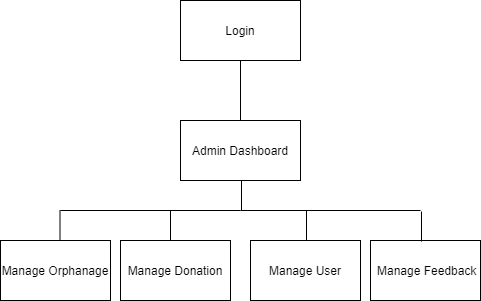 Login
Admin Dashboard
Manage Orphanage
Manage Donation
Manage User
Manage Feedback